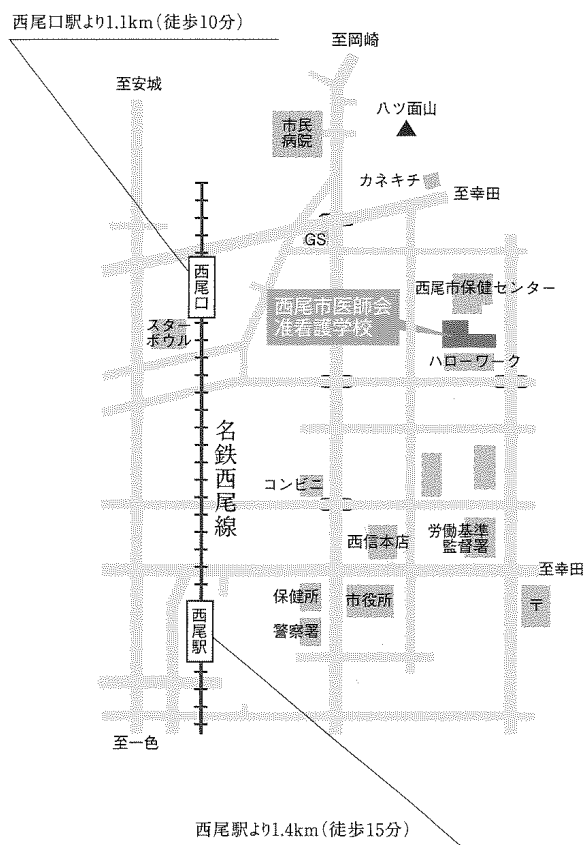 西尾口駅より1.1km(徒歩10分)
至岡崎
至安城
八ツ面山
市民
病院
カネキチ
至幸田
GS
西尾口
西尾市保健センター
西尾市医師会
准看護学校
スター
ボウル
ハローワーク
名鉄西尾線
コンビニ
西信本店
労働基準
監督署
至幸田
保健所
市役所
〒
西尾駅
警察署
至一色
西尾駅より1.4km(徒歩15分)